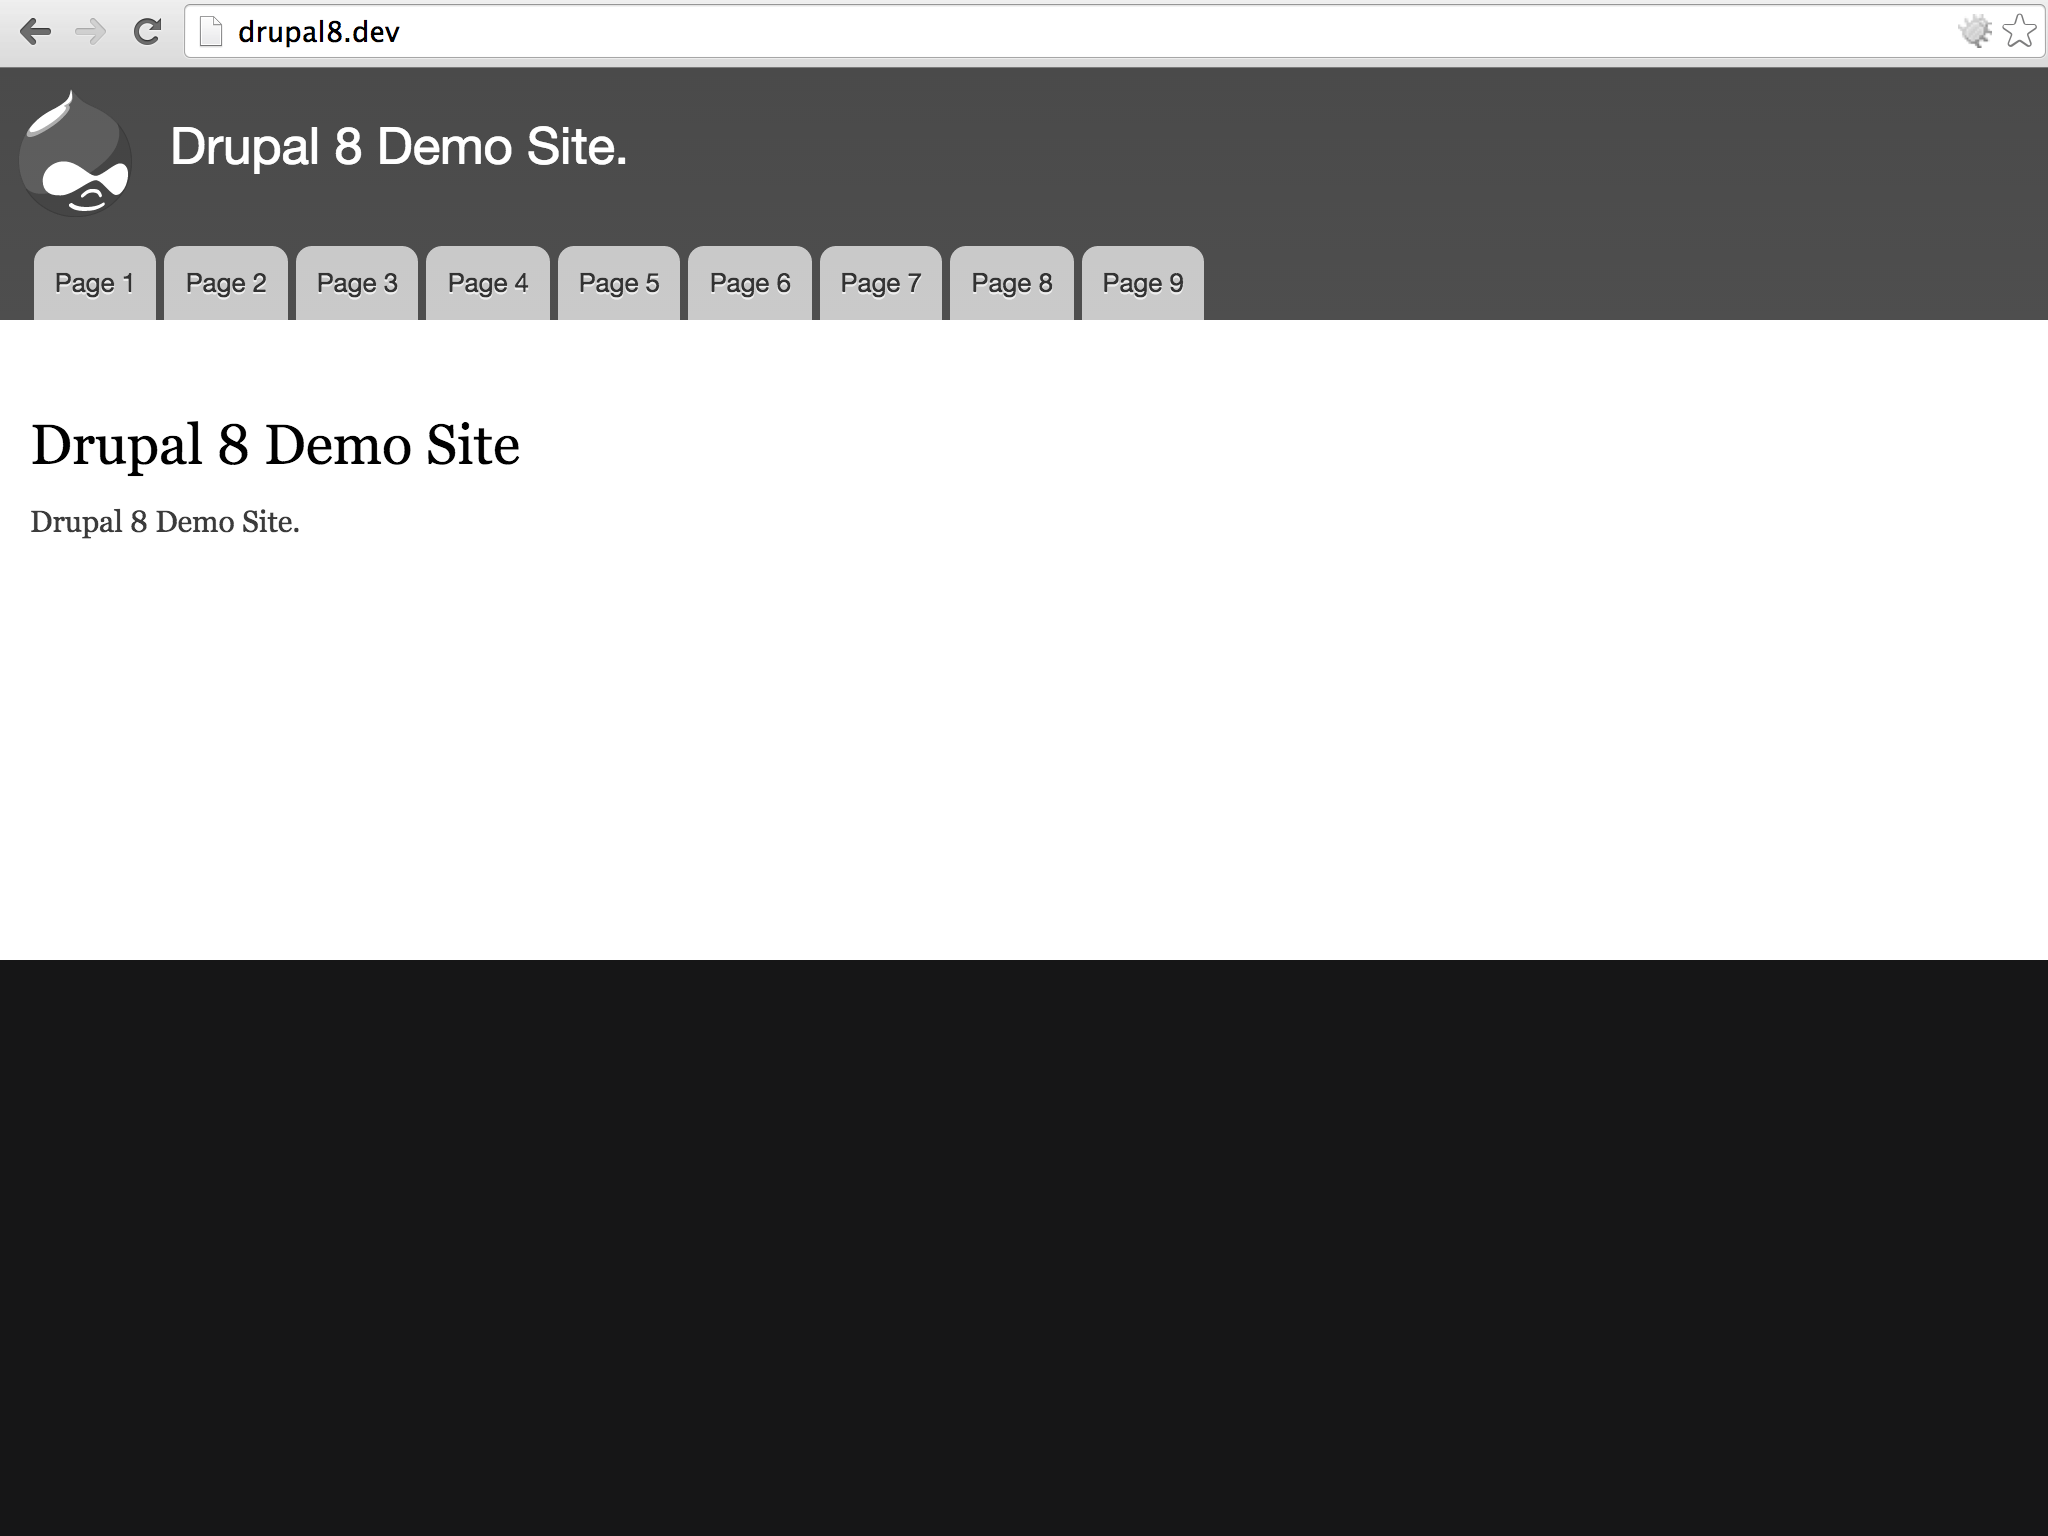 drupal8.dev
Drupal 8 Demo Site.
Page 1 Page 2 Page 3 Page 4 Page 5 Page 6 Page 7 Page 8 Page 9
Drupal 8 Demo Site
Drupal 8 Demo Site.